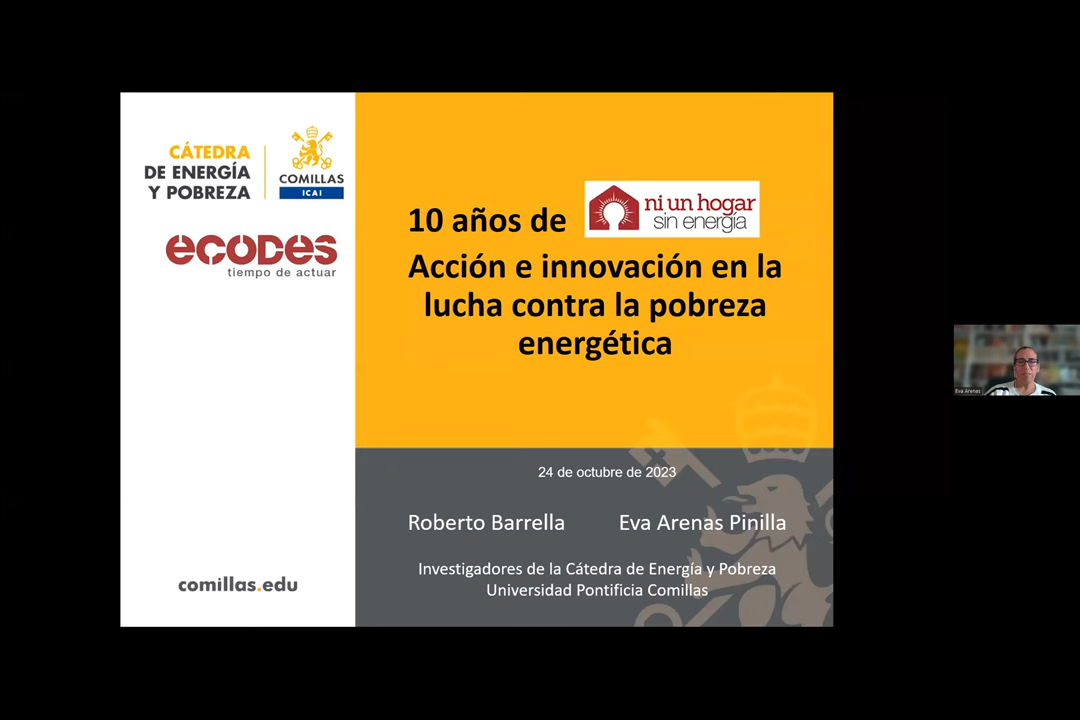 CÁTEDRA
DE ENERGÍA
Y POBREZA
COMILLAS
ICAI
ecodes
tiempo de actuar
10 años de
ni un hogar
sin energía
Acción e innovación en la
lucha contra la pobreza
energética
24 de octubre de 2023
Roberto Barrella
Eva Arenas Pinilla
Investigadores de la Cátedra de Energía y Pobreza
Universidad Pontificia Comillas
comillas.edu
Eva Arenas